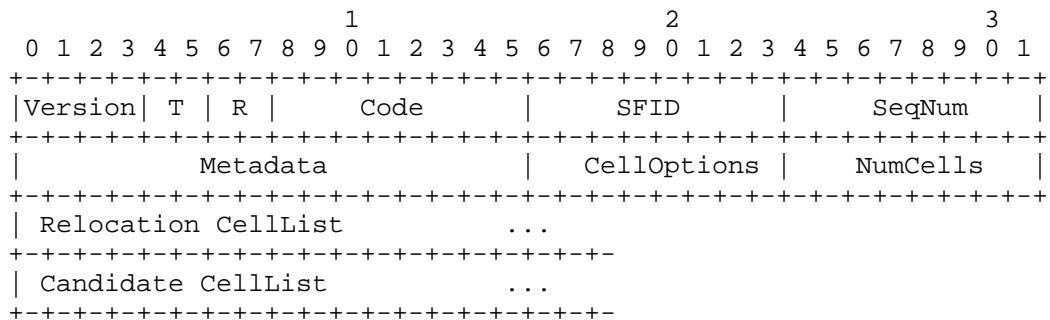 1                   2                   3
 0 1 2 3 4 5 6 7 8 9 0 1 2 3 4 5 6 7 8 9 0 1 2 3 4 5 6 7 8 9 0 1
+-+-+-+-+-+-+-+-+-+-+-+-+-+-+-+-+-+-+-+-+-+-+-+-+-+-+-+-+-+-+-+-+
|Version| T | R |     Code      |     SFID      |     SeqNum    |
+-+-+-+-+-+-+-+-+-+-+-+-+-+-+-+-+-+-+-+-+-+-+-+-+-+-+-+-+-+-+-+-+
|           Metadata            |   CellOptions |    NumCells   |
+-+-+-+-+-+-+-+-+-+-+-+-+-+-+-+-+-+-+-+-+-+-+-+-+-+-+-+-+-+-+-+-+
| Relocation CellList          ...
+-+-+-+-+-+-+-+-+-+-+-+-+-+-+-+-+-+-+-
| Candidate CellList           ...
+-+-+-+-+-+-+-+-+-+-+-+-+-+-+-+-+-+-+-